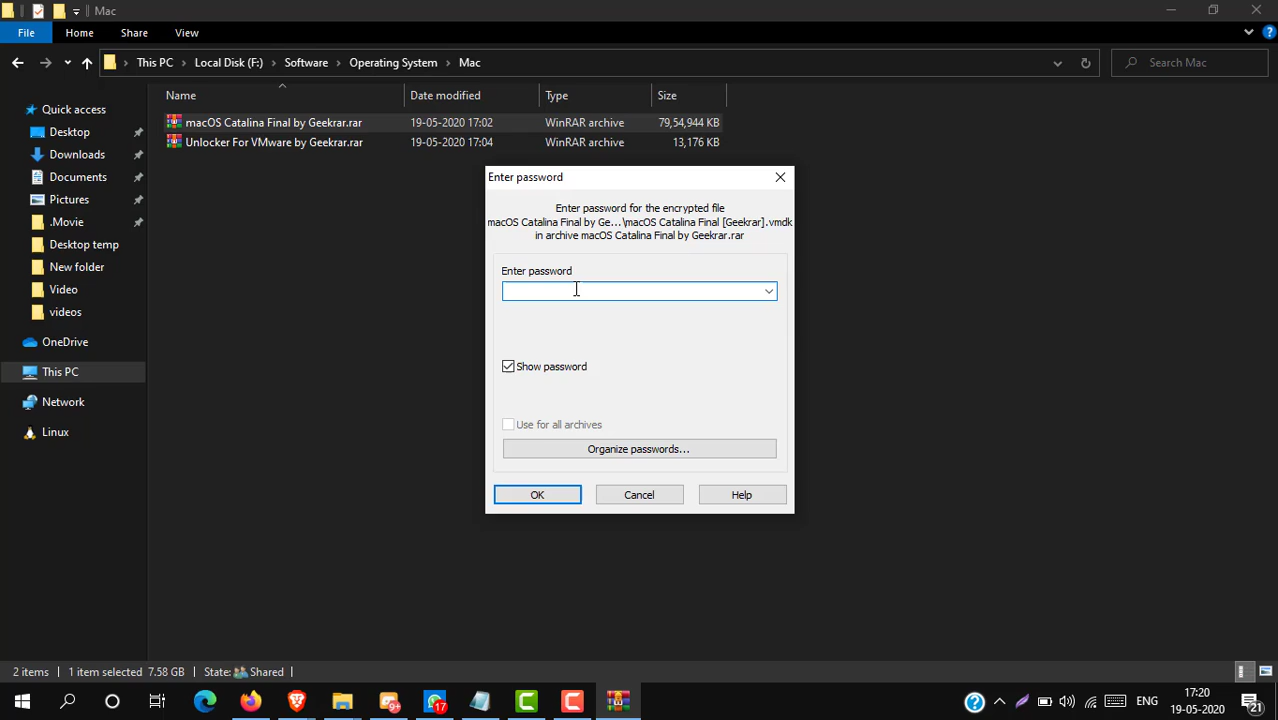 Mac
File Home Share View
This PC Local Disk (F:) Software Operating System Mac Search Mac
Name Date modified Type Size
macOS Catalina Final by Geekrar.rar 19-05-2020 17:02 WinRAR archive 79,54,944 KB
Unlocker For VMware by Geekrar.rar 19-05-2020 17:04 WinRAR archive 13,176 KB
Quick access
Desktop
Downloads
Documents
Pictures
.Movie
Desktop temp
New folder
Video
videos
OneDrive
This PC
Network
Linux
Enter password
Enter password for the encrypted file
macOS Catalina Final by Ge...\macOS Catalina Final [Geekrar].vmdk
in archive macOS Catalina Final by Geekrar.rar
Enter password
Show password
Use for all archives
Organize passwords...
OK Cancel Help
2 items 1 item selected 7.58 GB State: Shared
9+ 17 ENG 17:20
19-05-2020 21